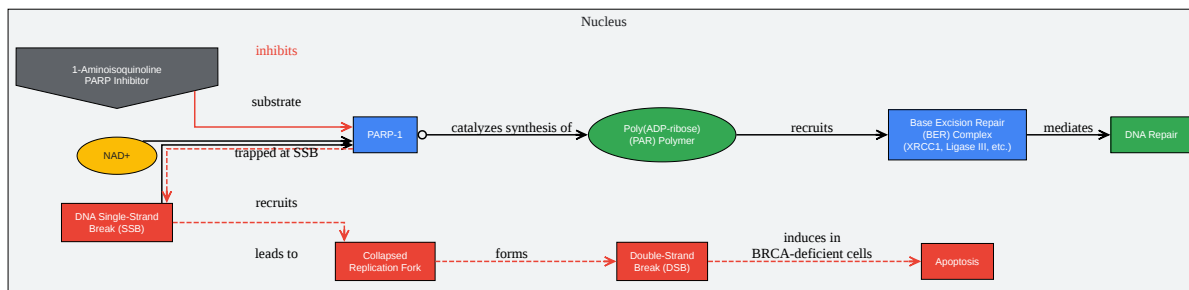 Nucleus
inhibits
1-Aminoisoquinoline
PARP Inhibitor
substrate
PARP-1
catalyzes synthesis of
Poly(ADP-ribose)
(PAR) Polymer
recruits
Base Excision Repair
(BER) Complex
(XRCC1, Ligase III, etc.)
mediates
DNA Repair
NAD+
trapped at SSB
DNA Single-Strand
Break (SSB)
recruits
leads to
Collapsed
Replication Fork
forms
Double-Strand
Break (DSB)
induces in
BRCA-deficient cells
Apoptosis